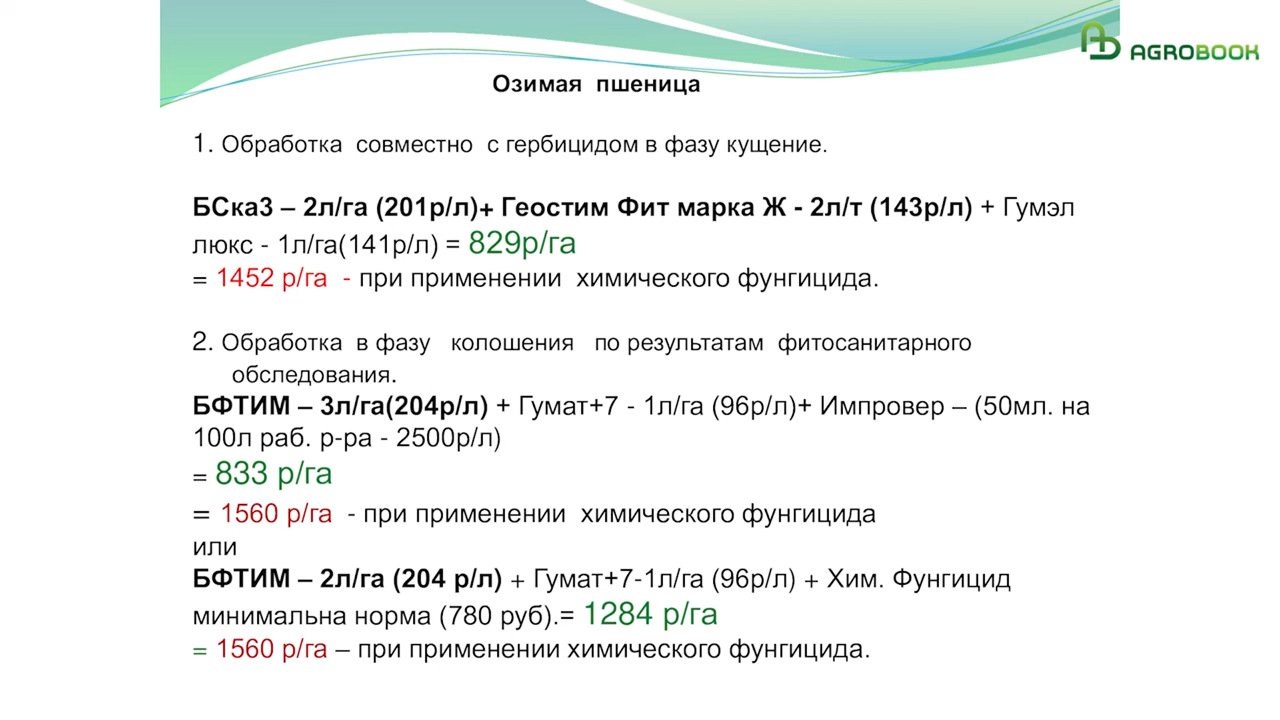 AGROBOOK
Озимая пшеница
1. Обработка совместно с гербицидом в фазу кущение.
БСка3 – 2л/га (201р/л)+ Геостим Фит марка Ж - 2л/т (143р/л) + Гумэл
люкс - 1л/га(141р/л) = 829р/га
= 1452 р/га - при применении химического фунгицида.
2. Обработка в фазу колошения по результатам фитосанитарного
обследования.
БФТИМ – 3л/га(204р/л) + Гумат+7 - 1л/га (96р/л)+ Импровер – (50мл. на
100л раб. р-ра - 2500р/л)
= 833 р/га
= 1560 р/га - при применении химического фунгицида
или
БФТИМ – 2л/га (204 р/л) + Гумат+7-1л/га (96р/л) + Хим. Фунгицид
минимальна норма (780 руб).= 1284 р/га
= 1560 р/га – при применении химического фунгицида.